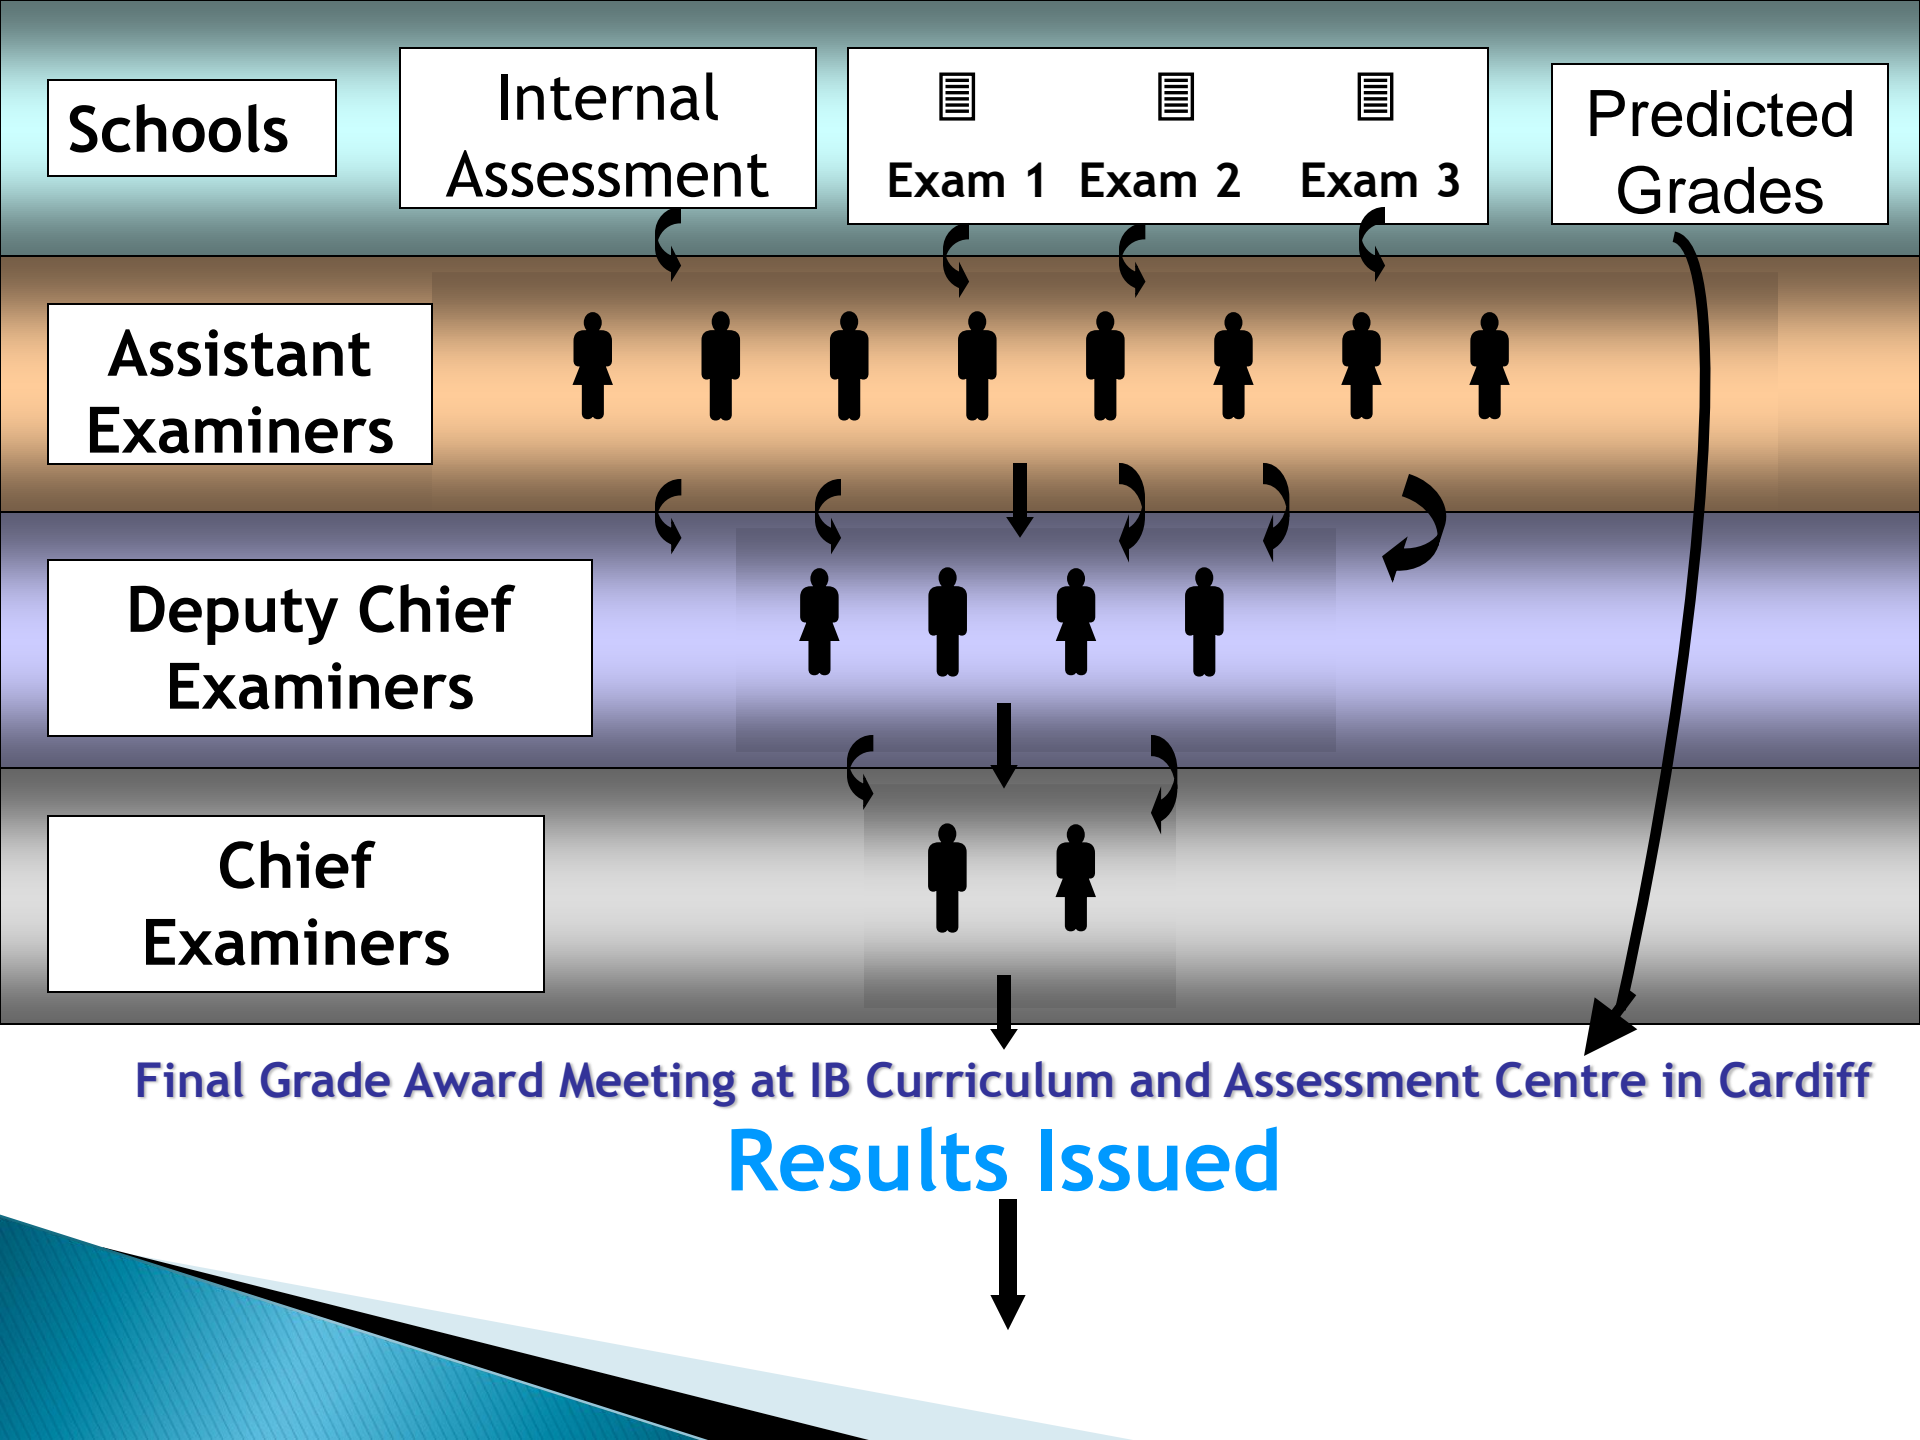 Schools
Internal
Assessment
Exam 1 Exam 2 Exam 3
Predicted
Grades
Assistant
Examiners
Deputy Chief
Examiners
Chief
Examiners
Final Grade Award Meeting at IB Curriculum and Assessment Centre in Cardiff
Results Issued